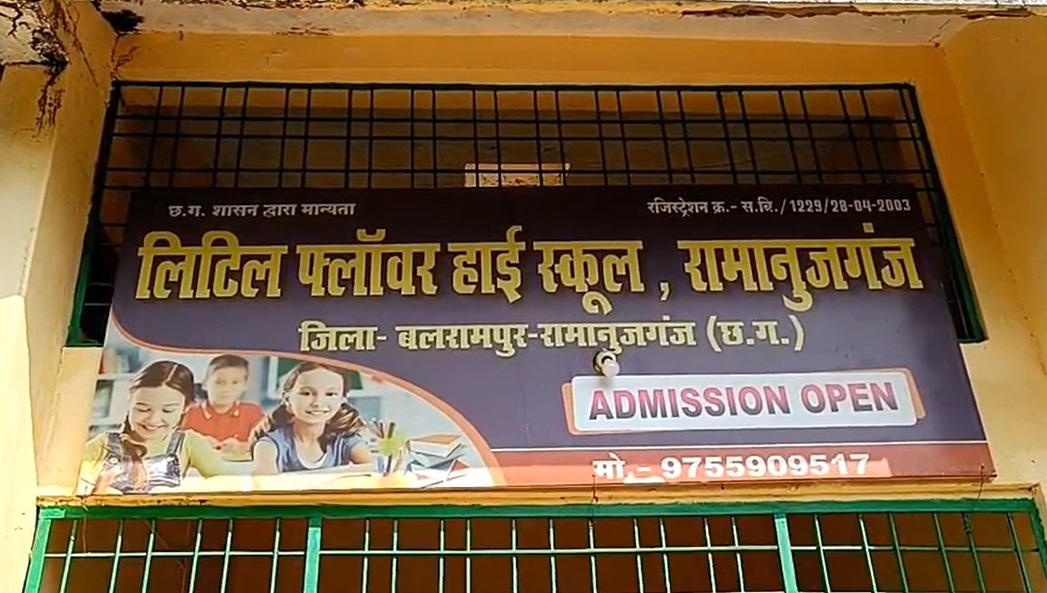 छ.ग. शासन द्वारा मान्यता
रजिस्ट्रेशन क्र.- स.त्रि./1229/28-04-2003
लिटिल फ्लॉवर हाई स्कूल , रामानुजगंज
जिला- बलरामपुर-रामानुजगंज (छ.ग.)
ADMISSION OPEN
मो.- 9755909517